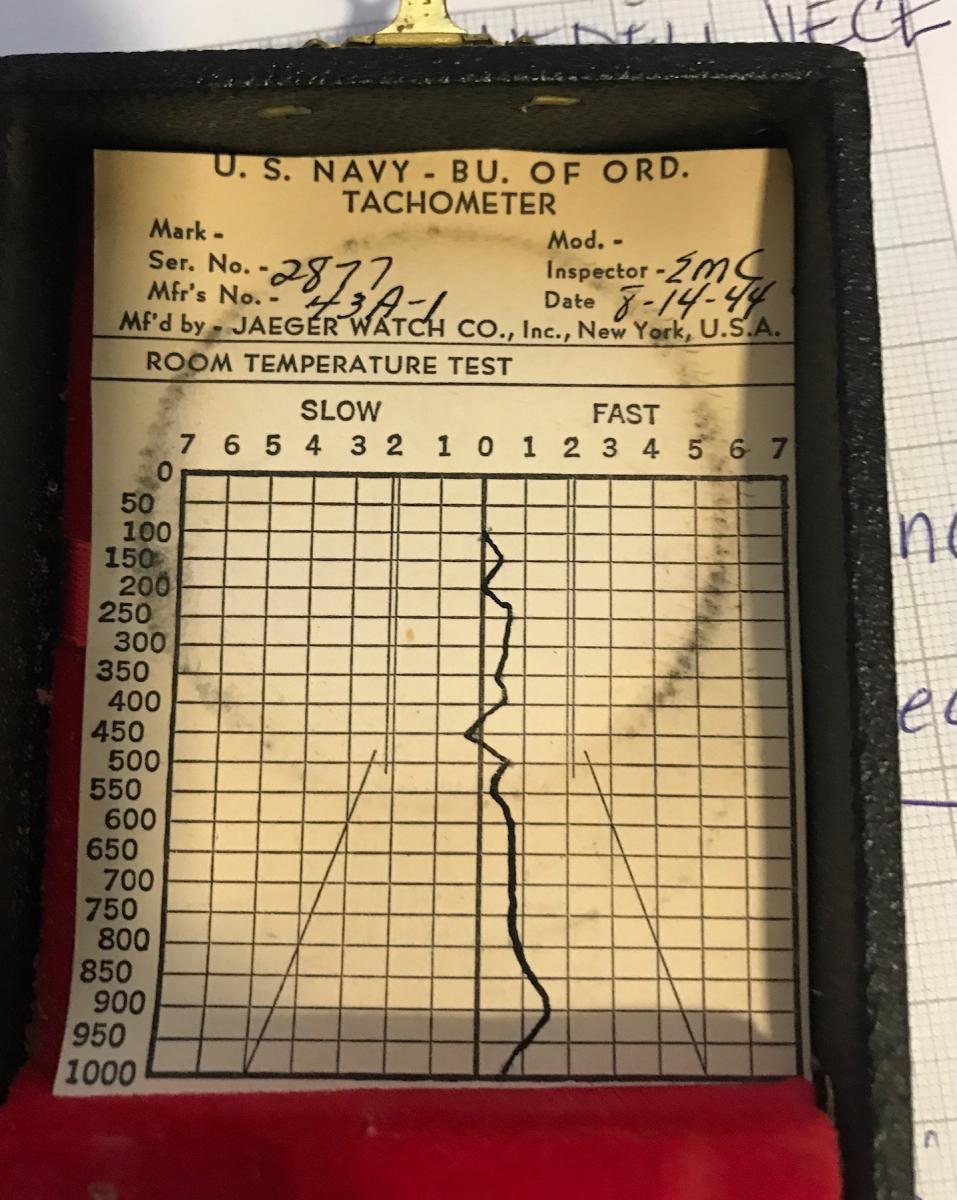 VECE
U. S. NAVY - BU. OF ORD.
TACHOMETER
Mark -
Mod. -
Ser. No. - 2877
Inspector - EMC
Mfr's No. - 43A-1
Date 8-14-44
Mf'd by - JAEGER WATCH CO., Inc., New York, U.S.A.
ROOM TEMPERATURE TEST
SLOW FAST
7 6 5 4 3 2 1 0 1 2 3 4 5 6 7
0
50
100
150
200
250
300
350
400
450
500
550
600
650
700
750
800
850
900
950
1000